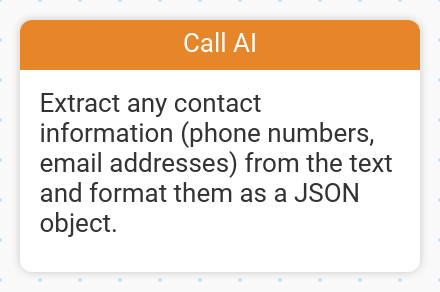 Call AI
Extract any contact
information (phone numbers,
email addresses) from the text
and format them as a JSON
object.